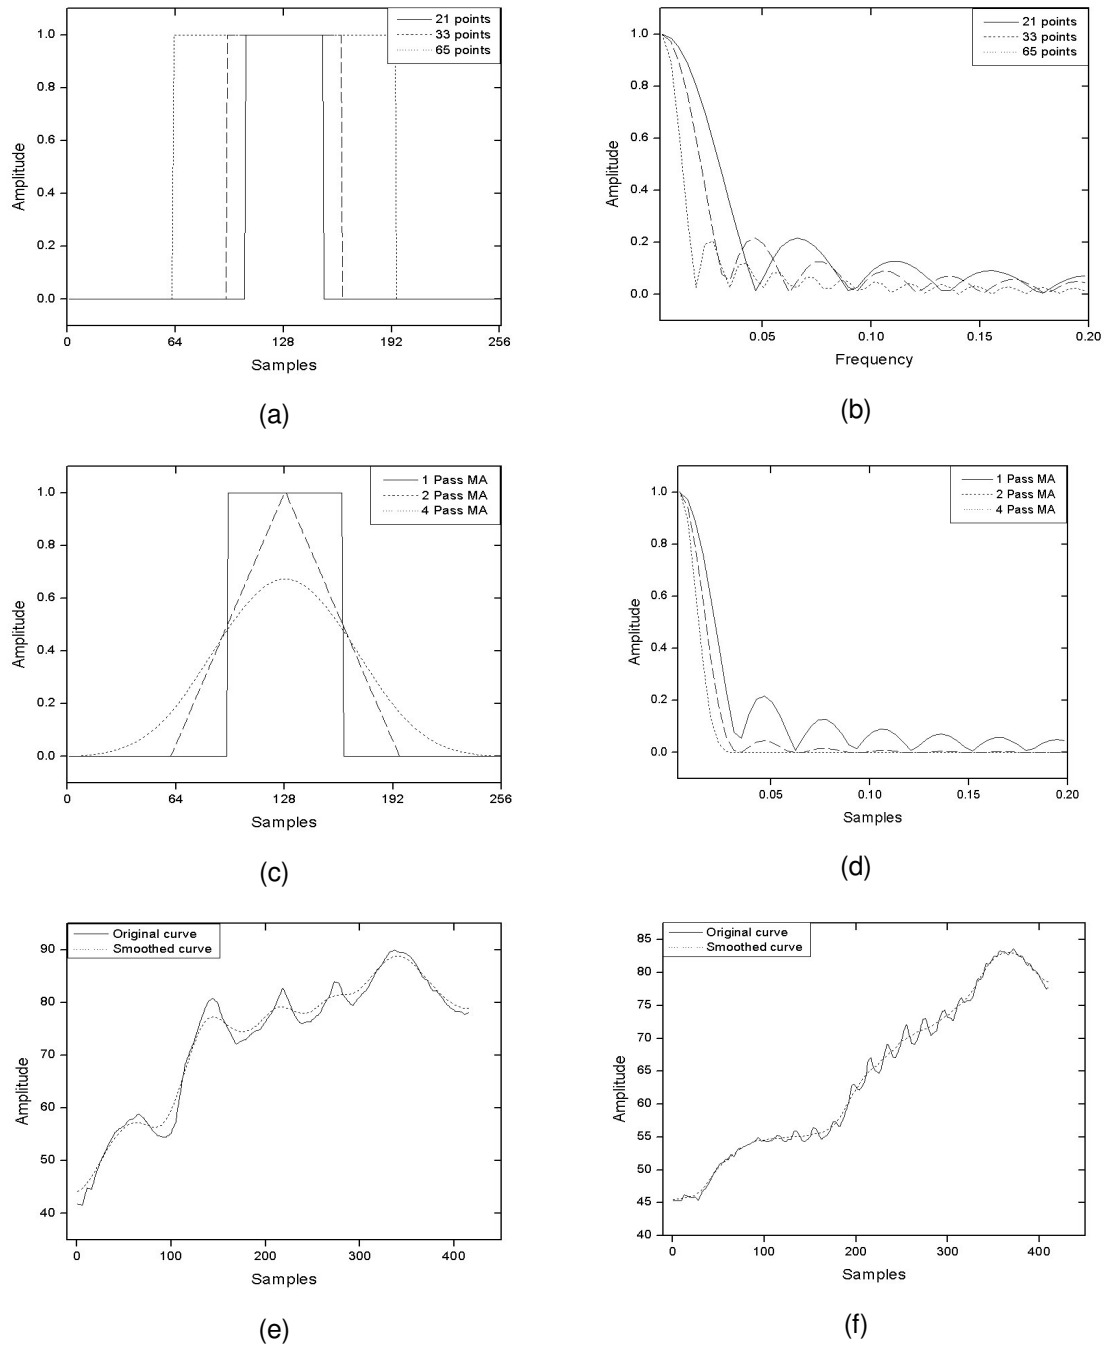 21 points
33 points
65 points
1.0
0.8
0.6
0.4
0.2
0.0
Amplitude
0 64 128 192 256
Samples
(a)
21 points
33 points
65 points
1.0
0.8
0.6
0.4
0.2
0.0
Amplitude
0.05 0.10 0.15 0.20
Frequency
(b)
1 Pass MA
2 Pass MA
4 Pass MA
1.0
0.8
0.6
0.4
0.2
0.0
Amplitude
0 64 128 192 256
Samples
(c)
1 Pass MA
2 Pass MA
4 Pass MA
1.0
0.8
0.6
0.4
0.2
0.0
Amplitude
0.05 0.10 0.15 0.20
Samples
(d)
Original curve
Smoothed curve
90
80
70
60
50
40
Amplitude
0 100 200 300 400
Samples
(e)
Original curve
Smoothed curve
85
80
75
70
65
60
55
50
45
40
Amplitude
0 100 200 300 400
Samples
(f)